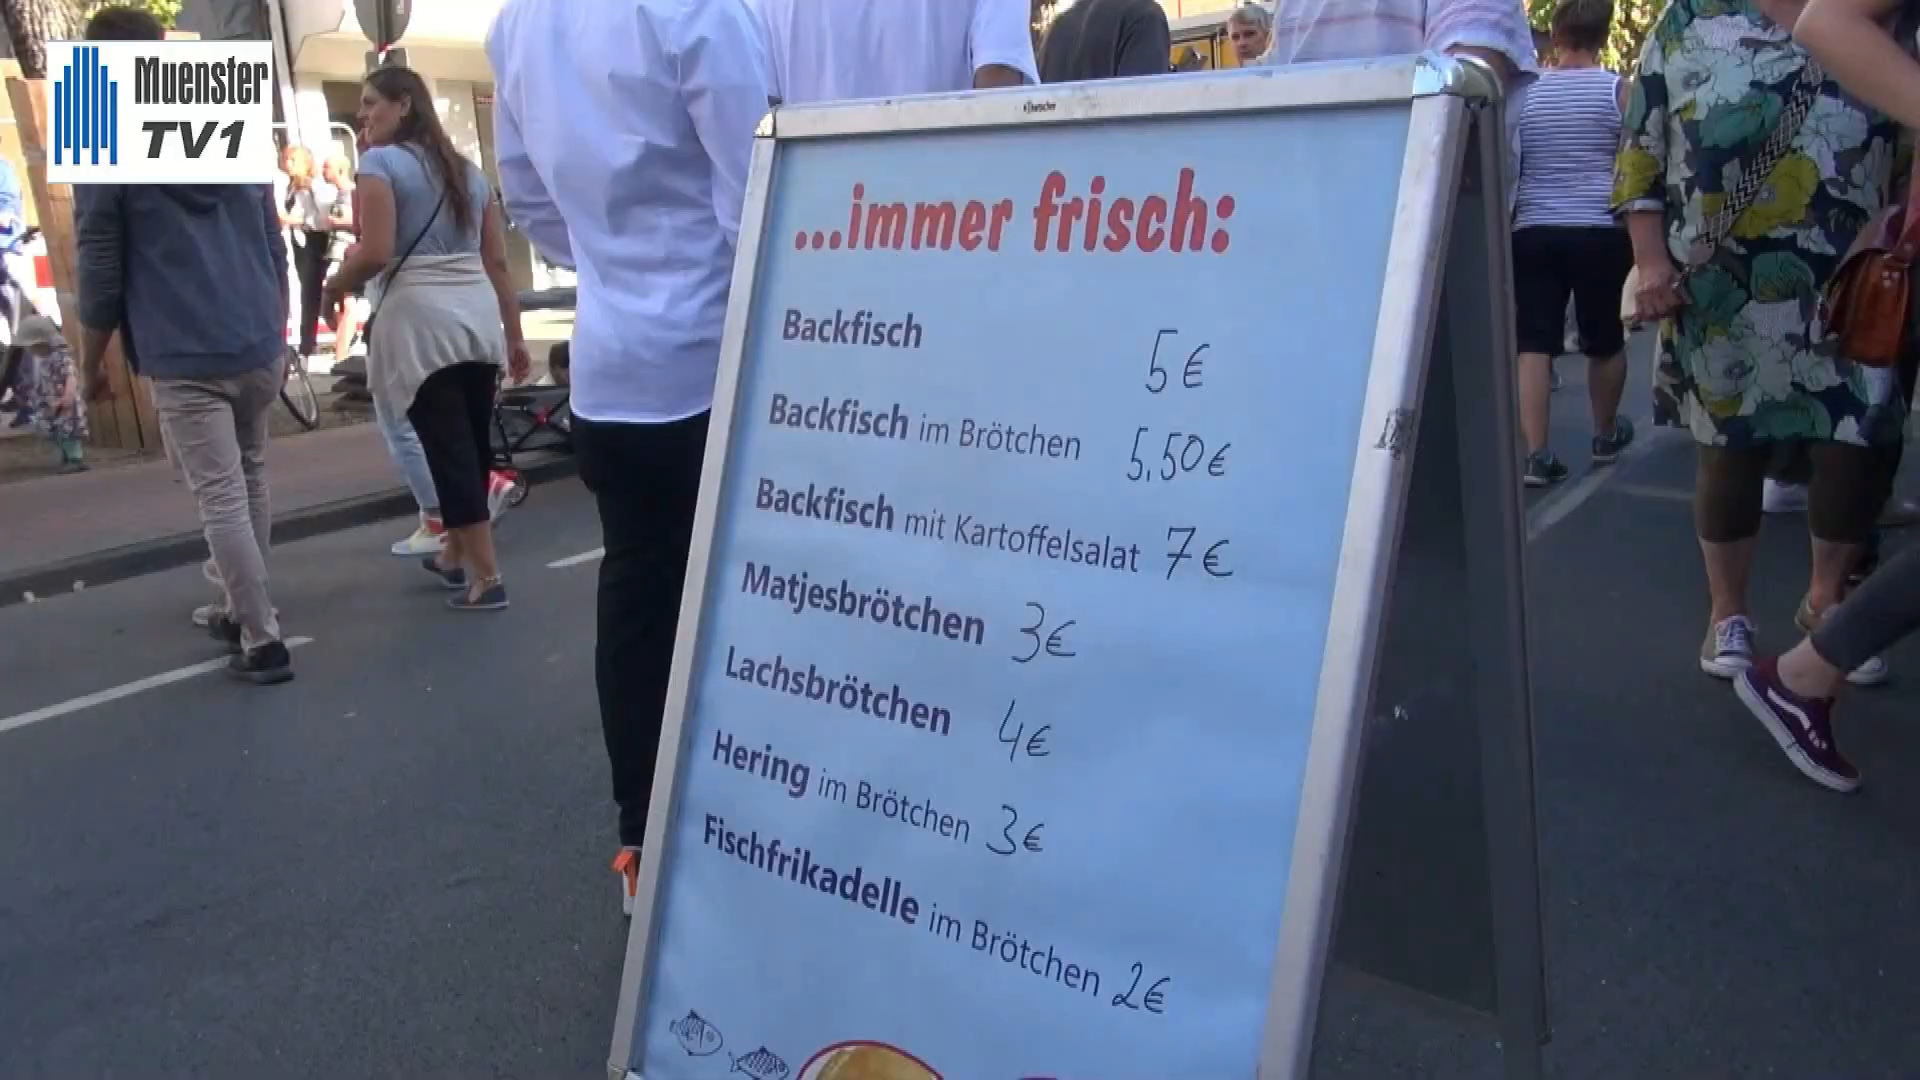 Muenster
TV1
...immer frisch:
Backfisch 5€
Backfisch im Brötchen 5,50€
Backfisch mit Kartoffelsalat 7€
Matjesbrötchen 3€
Lachsbrötchen 4€
Hering im Brötchen 3€
Fischfrikadelle im Brötchen 2€